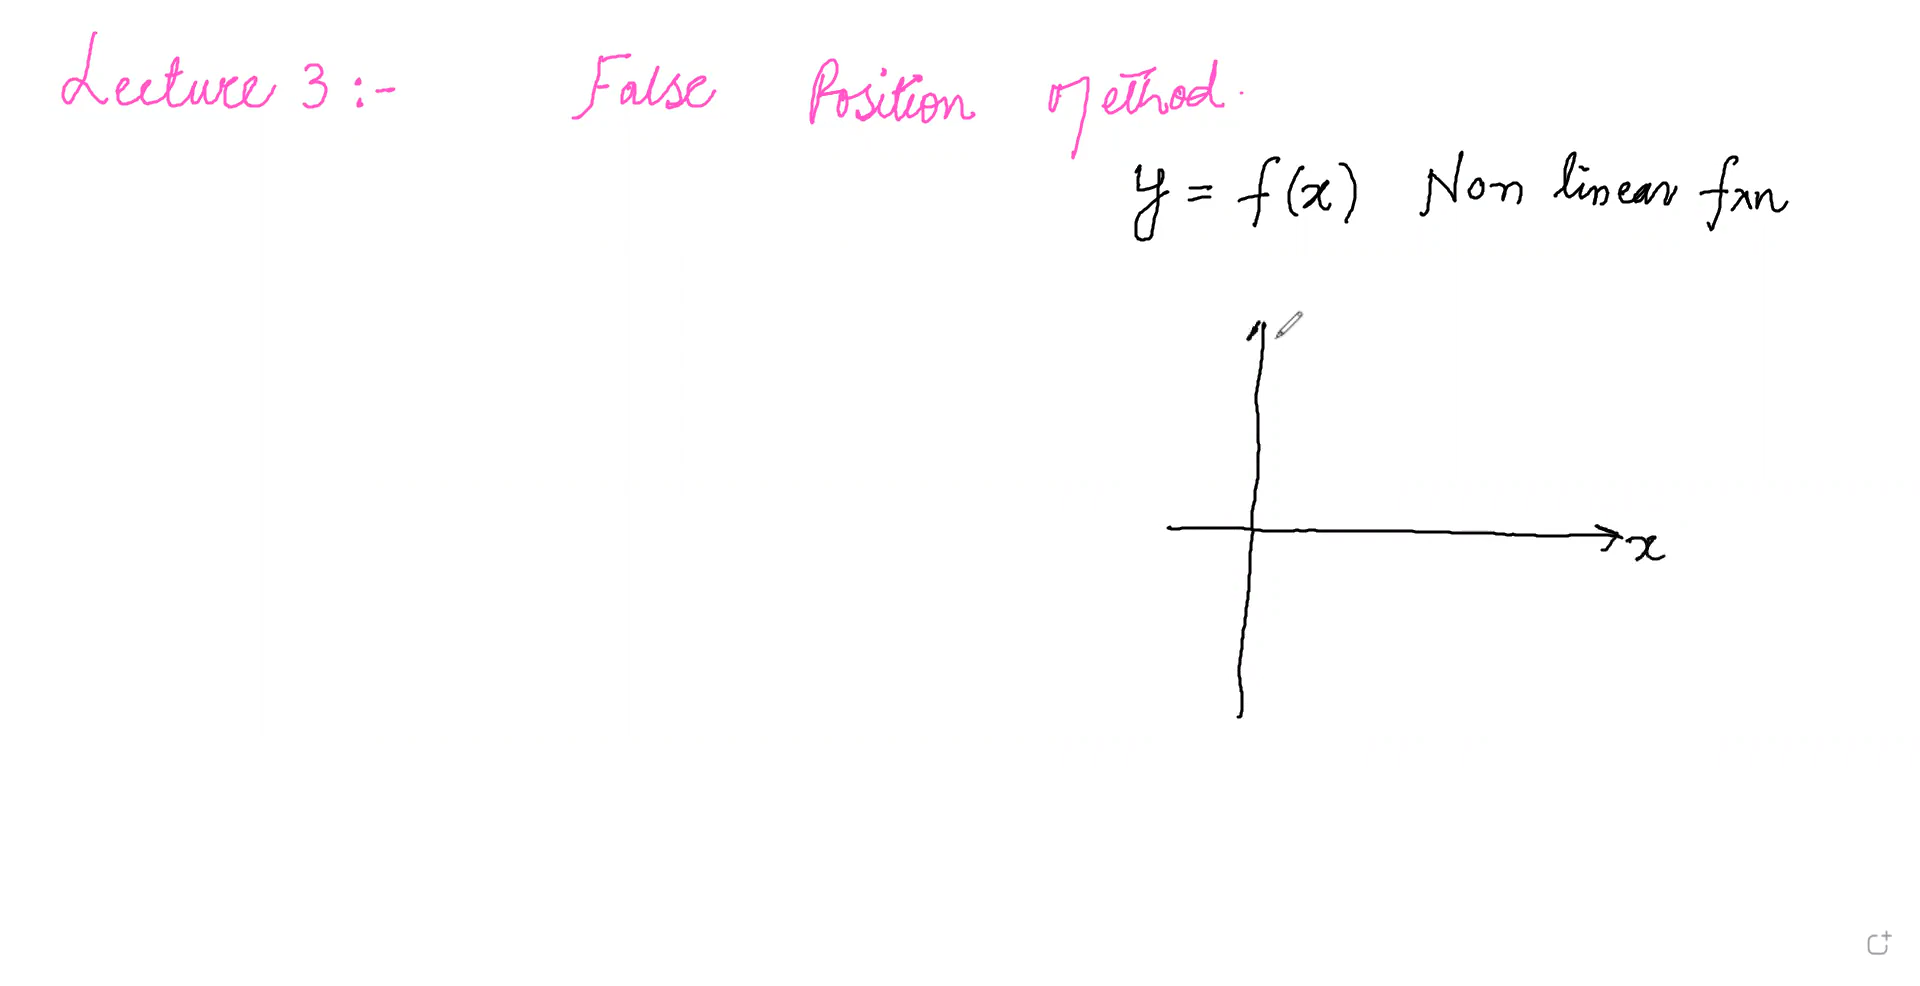 Lecture 3 :- False Position Method.
y = f(x) Non linear fxn
x